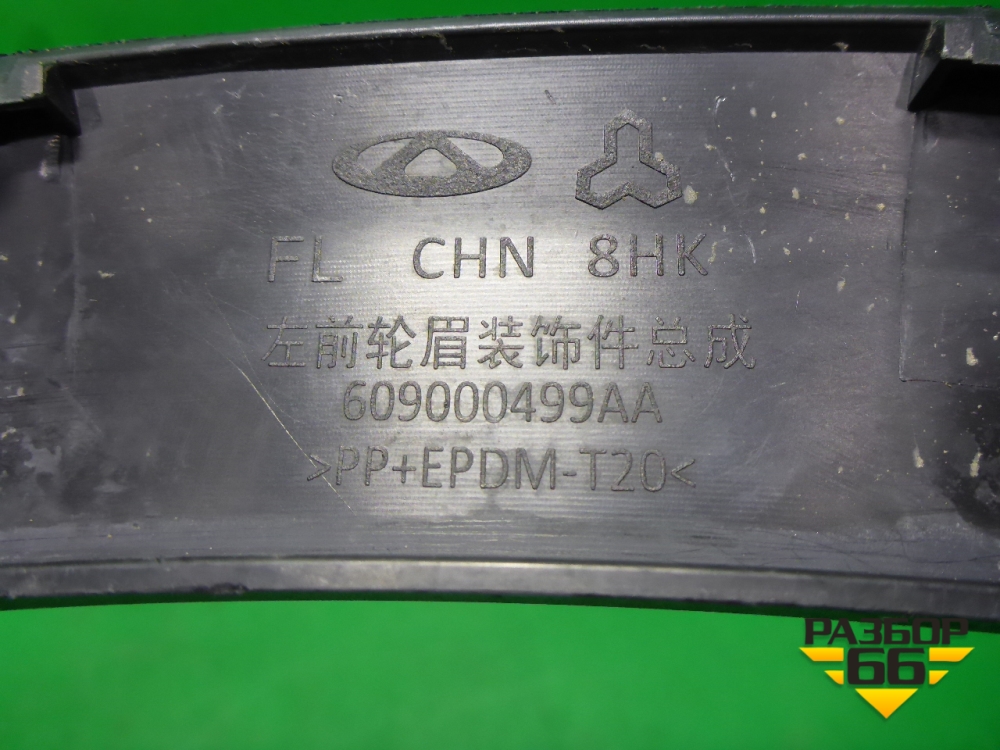 FL CHN 8HK
左前轮眉装饰件总成
609000499AA
>PP+EPDM-T20<
РАЗБОР
66